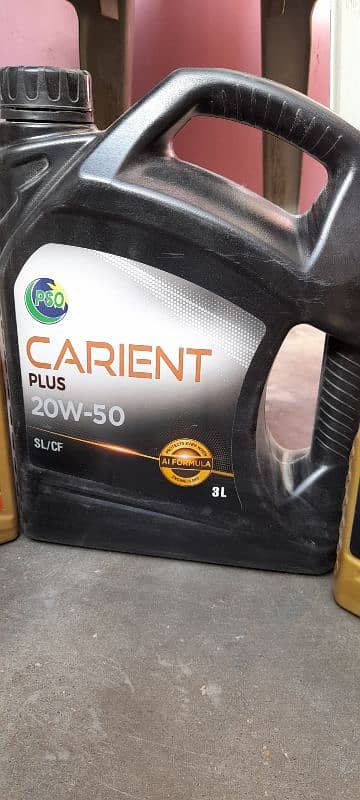 PSO
CARIENT
PLUS
20W-50
SL/CF
AI FORMULA
3L